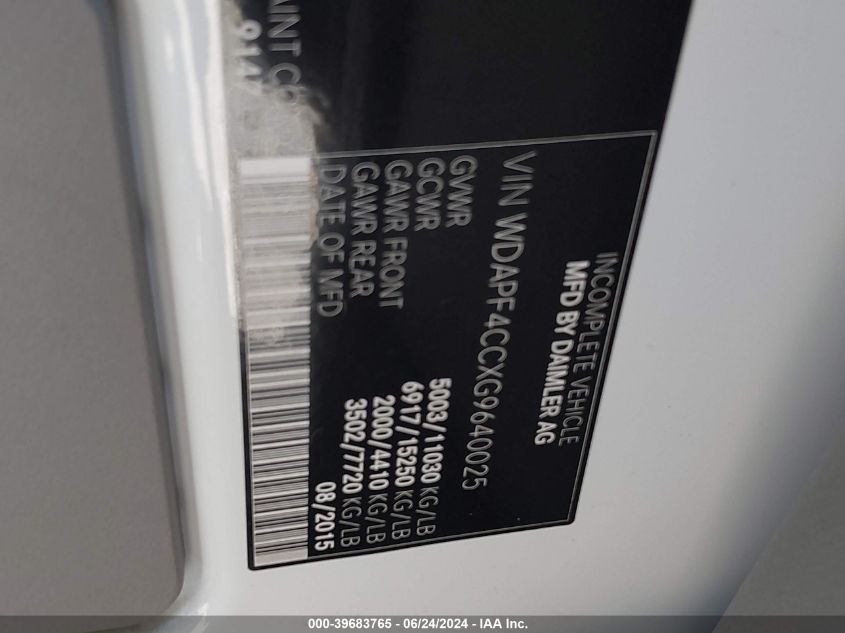 INCOMPLETE VEHICLE
MFD BY DAIMLER AG
VIN WDAPF4CCXG9640025
GVWR 5003/11030 KG/LB
GCWR 6917/15250 KG/LB
GAWR FRONT 2000/4410 KG/LB
GAWR REAR 3502/7720 KG/LB
DATE OF MFD 08/2015
000-39683765 - 06/24/2024 - IAA Inc.